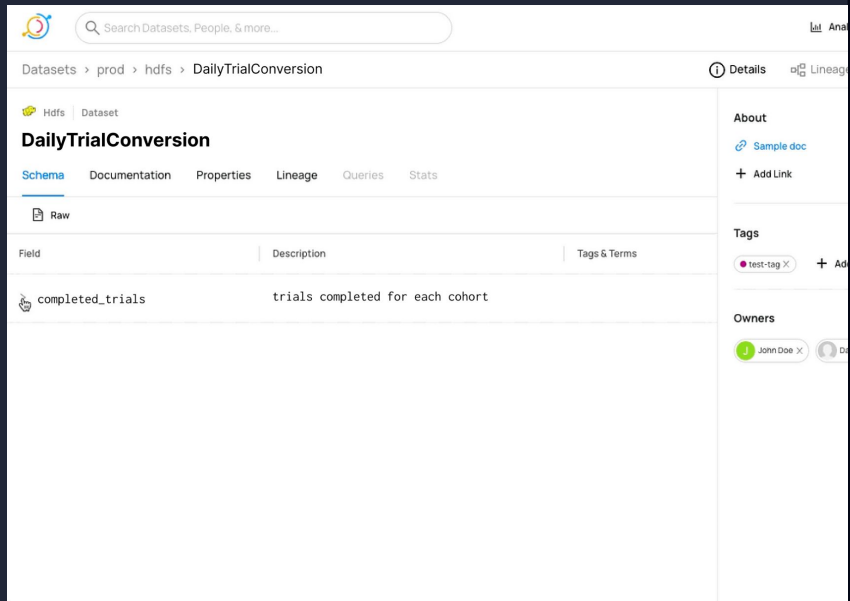 Search Datasets, People, & more...
Datasets > prod > hdfs > DailyTrialConversion
Details
Hdfs | Dataset
DailyTrialConversion
Schema Documentation Properties Lineage Queries Stats
Raw
Field Description Tags & Terms
completed_trials trials completed for each cohort
About
Sample doc
+ Add Link
Tags
test-tag
Owners
J John Doe